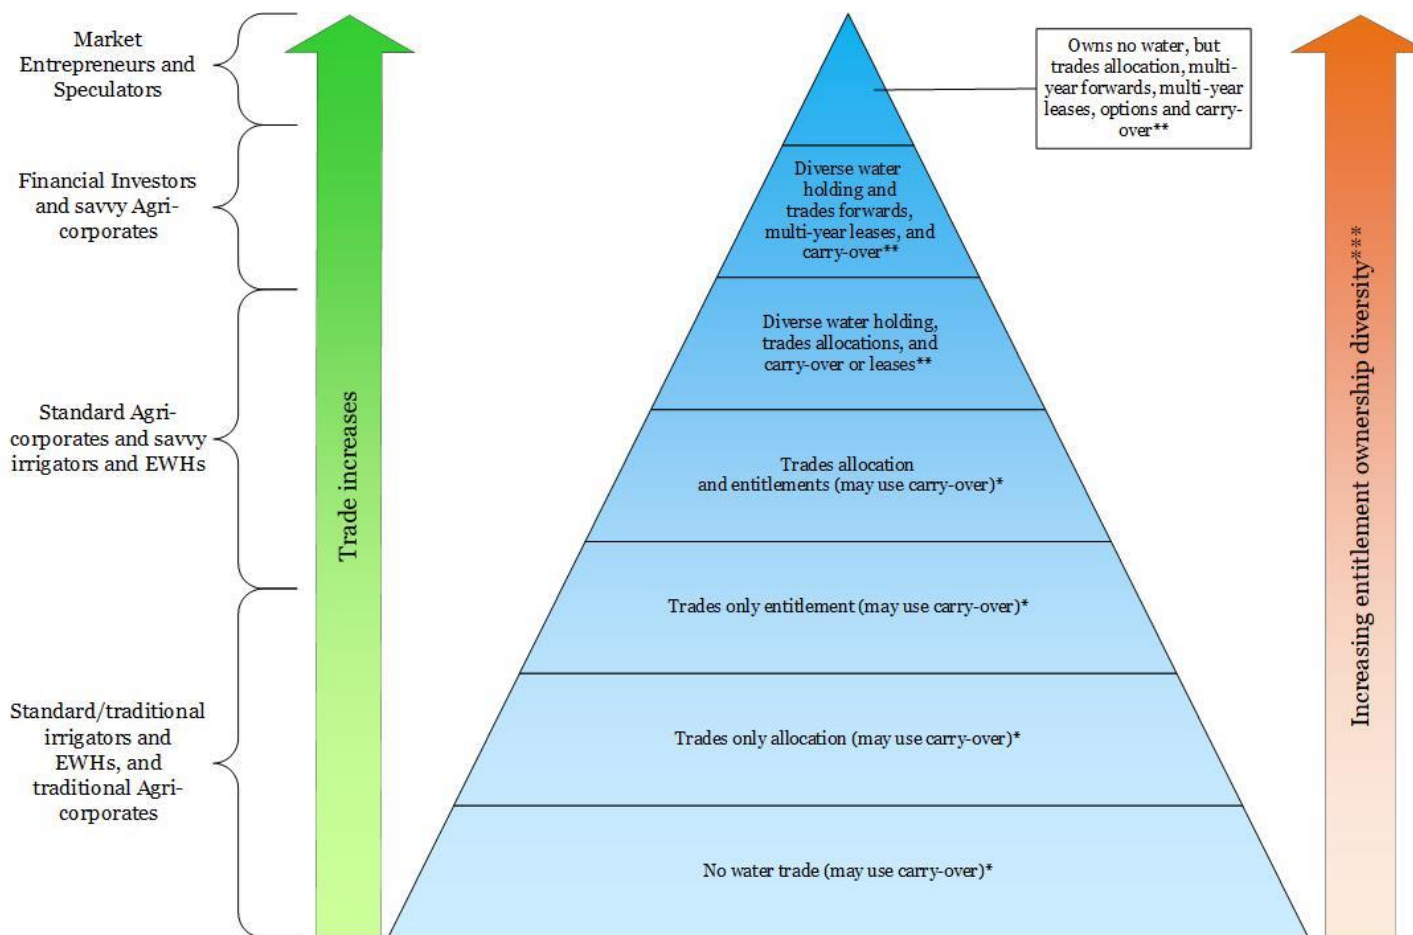 Market
Entrepreneurs and
Speculators
Financial Investors
and savvy Agri-
corporates
Standard Agri-
corporates and savvy
irrigators and EWHs
Standard/traditional
irrigators and
EWHs, and
traditional Agri-
corporates
Trade increases
Owns no water, but
trades allocation, multi-
year forwards, multi-year
leases, options and carry-
over**
Diverse water
holding and
trades forwards,
multi-year leases, and
carry-over**
Diverse water holding,
trades allocations, and
carry-over or leases**
Trades allocation
and entitlements (may use carry-over)*
Trades only entitlement (may use carry-over)*
Trades only allocation (may use carry-over)*
No water trade (may use carry-over)*
Increasing entitlement ownership diversity***